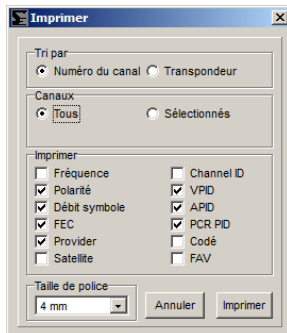 Imprimer
Tri par
Numéro du canal Transpondeur
Canaux
Tous Sélectionnés
Imprimer
Fréquence Channel ID
Polarité VPID
Débit symbole APID
FEC PCR PID
Provider Codé
Satellite FAV
Taille de police
4 mm Annuler Imprimer